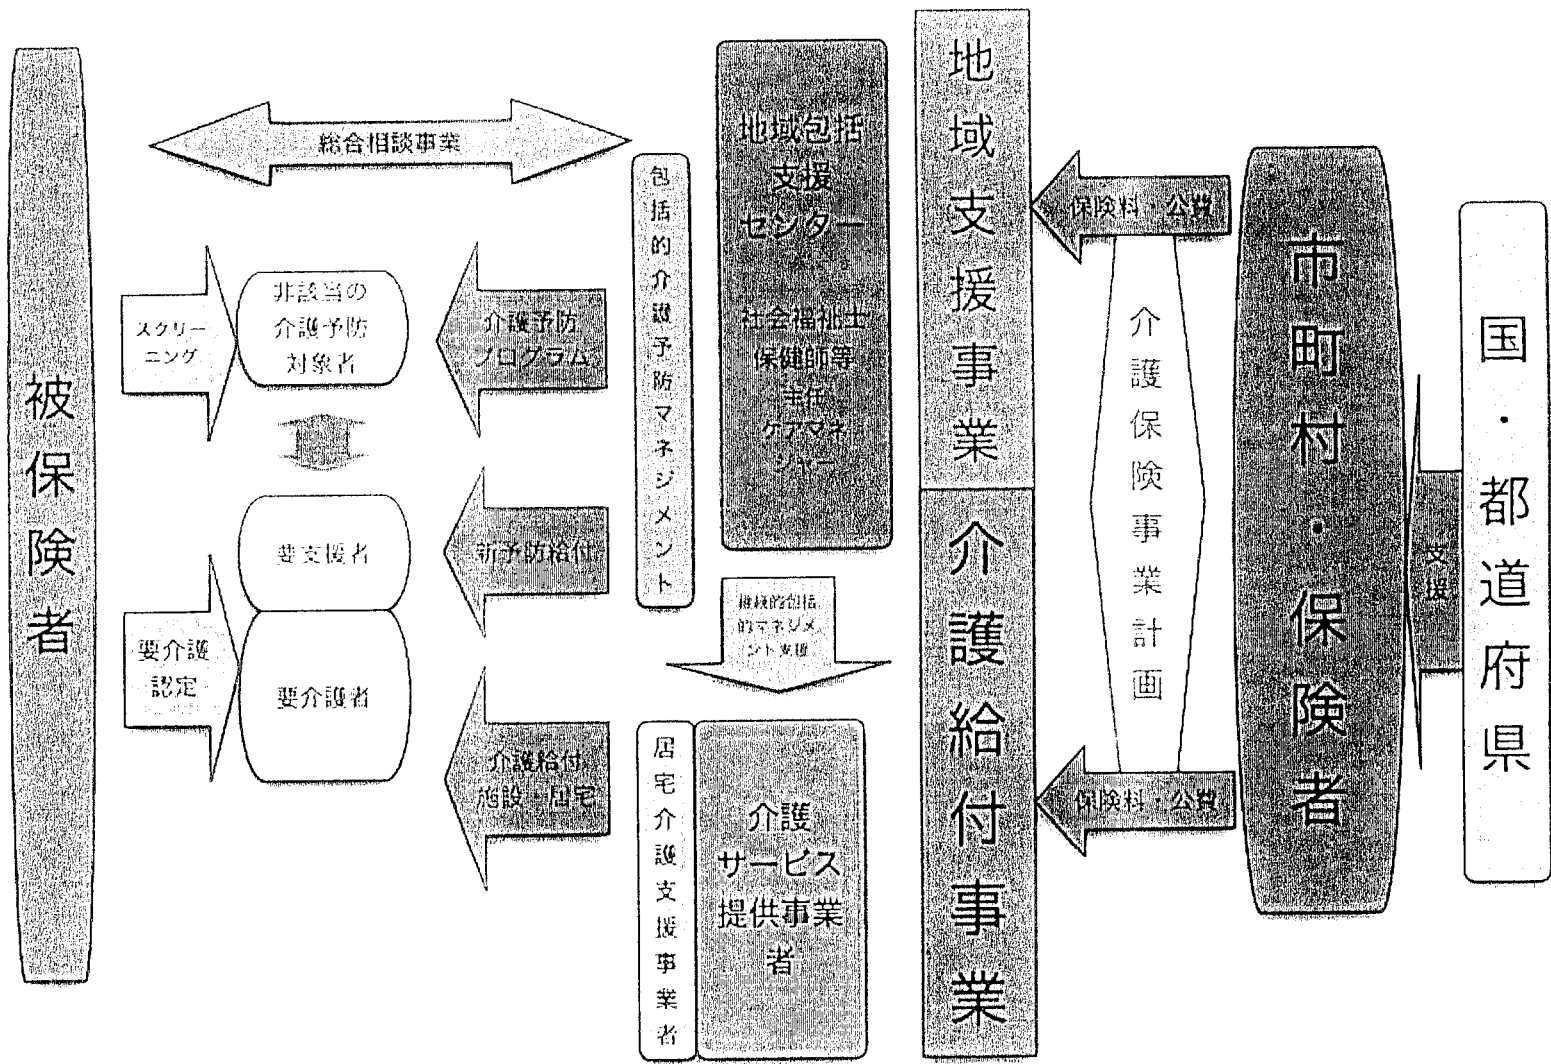 被保険者
総合相談事業
スクリー
ニング
非該当の
介護予防
対象者
介護予防
プログラム
要支援者
新予防給付
要介護
認定
要介護者
介護給付
施設・居宅
包括的介護予防マネジメント
地域包括
支援
センター
社会福祉士
保健師等
主任
ケアマネ
ジャー
継続的包括
的マネジメ
ント支援
居宅介護支援事業者
介護
サービス
提供事業
者
地域支援事業
介護給付事業
保険料・公費
介護保険事業計画
保険料・公費
市町村・保険者
支援
国・都道府県